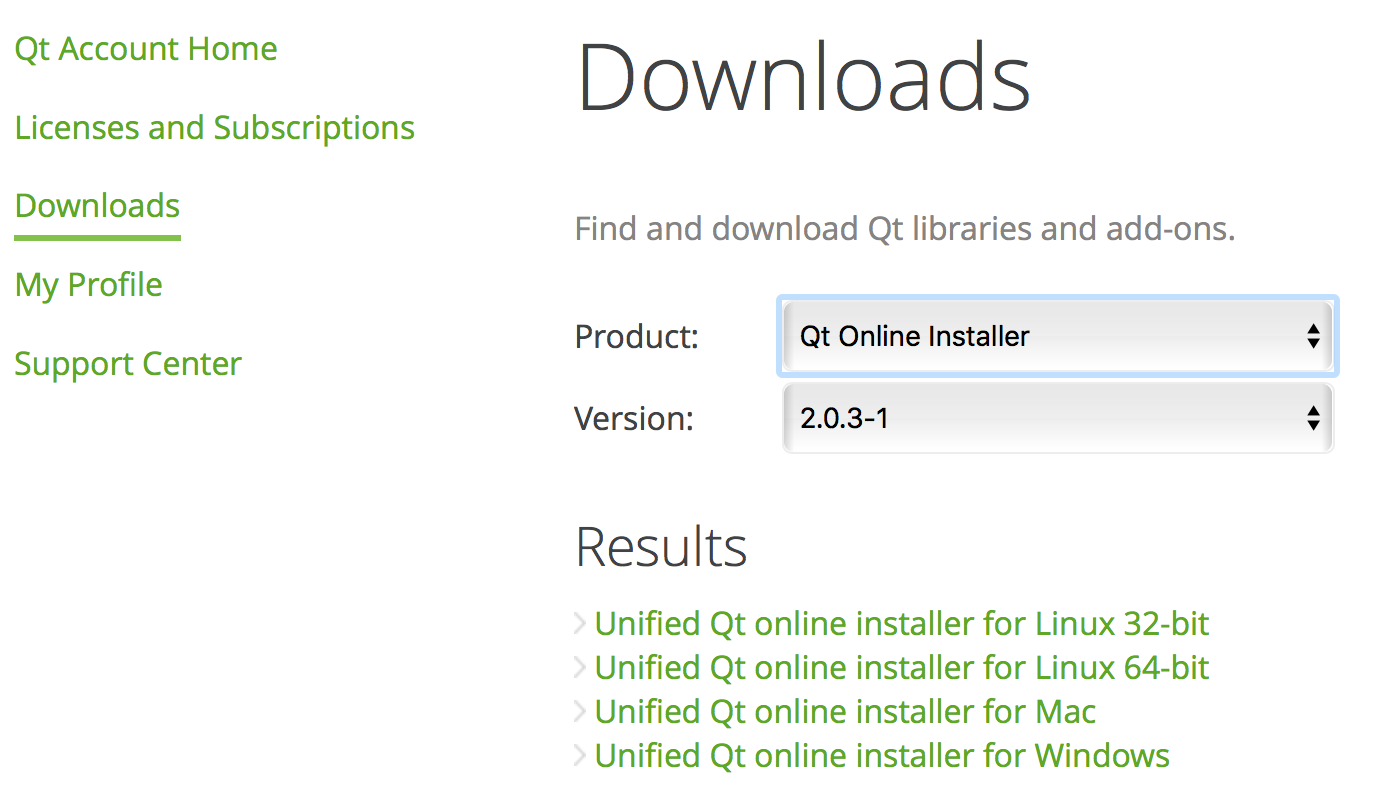 Qt Account Home
Licenses and Subscriptions
Downloads
My Profile
Support Center
Downloads
Find and download Qt libraries and add-ons.
Product: Qt Online Installer
Version: 2.0.3-1
Results
Unified Qt online installer for Linux 32-bit
Unified Qt online installer for Linux 64-bit
Unified Qt online installer for Mac
Unified Qt online installer for Windows